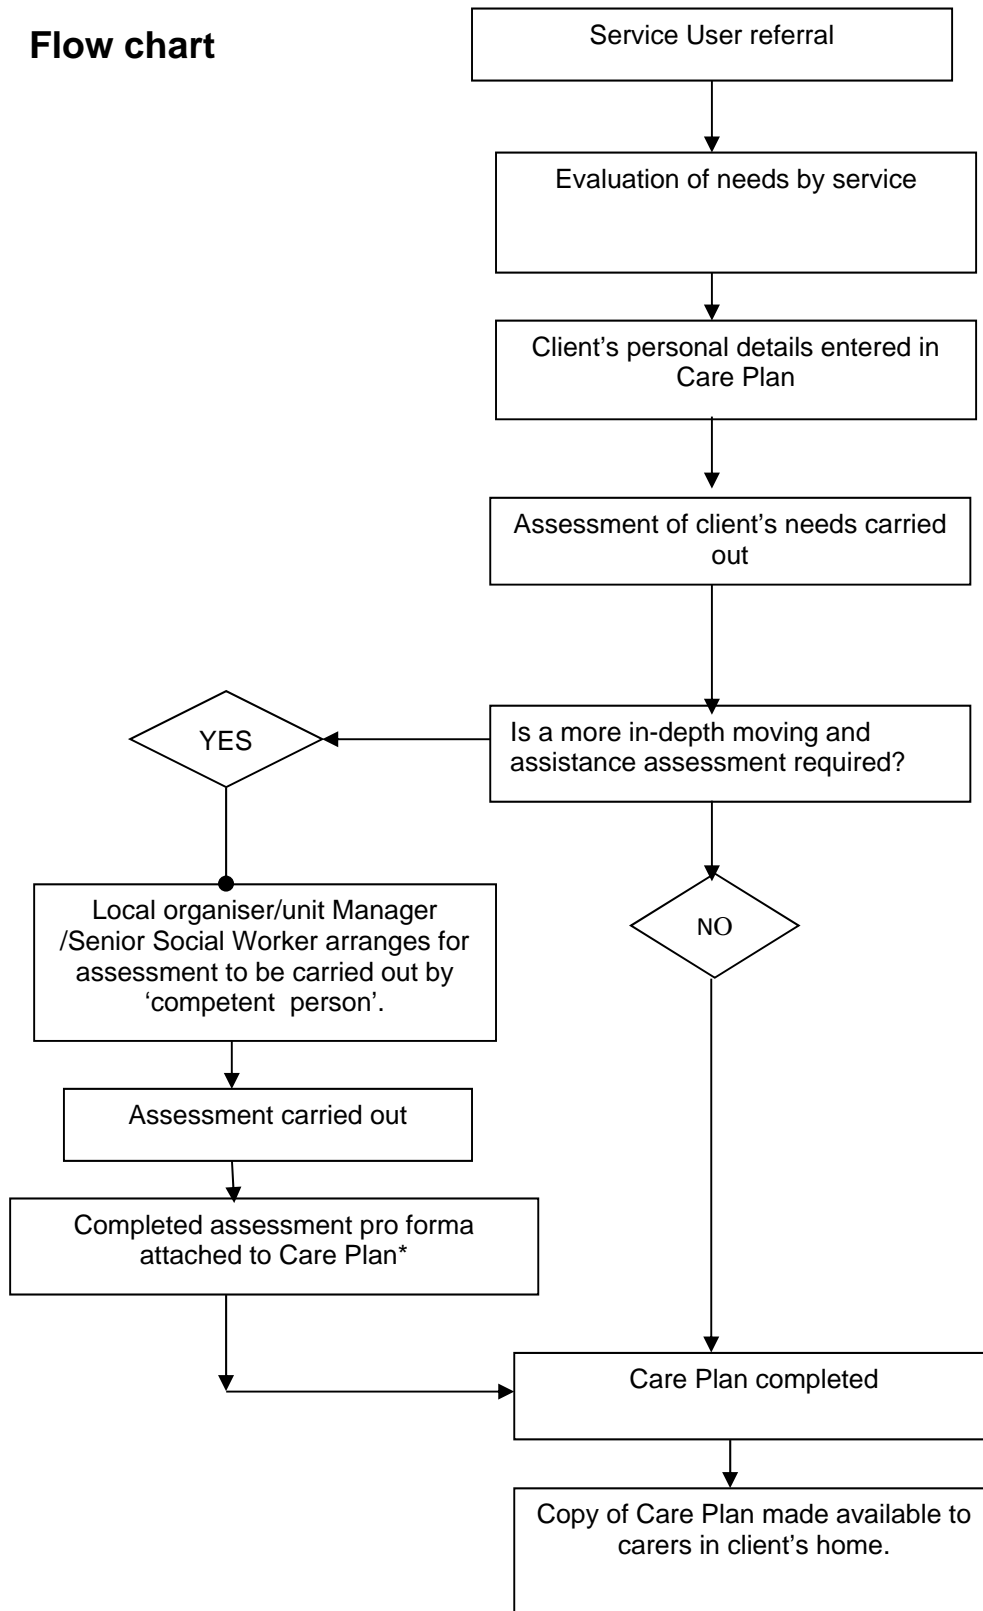 Flow chart
Service User referral
Evaluation of needs by service
Client’s personal details entered in
Care Plan
Assessment of client’s needs carried
out
Is a more in-depth moving and
assistance assessment required?
YES
NO
Local organiser/unit Manager
/Senior Social Worker arranges for
assessment to be carried out by
‘competent person’.
Assessment carried out
Completed assessment pro forma
attached to Care Plan*
Care Plan completed
Copy of Care Plan made available to
carers in client’s home.